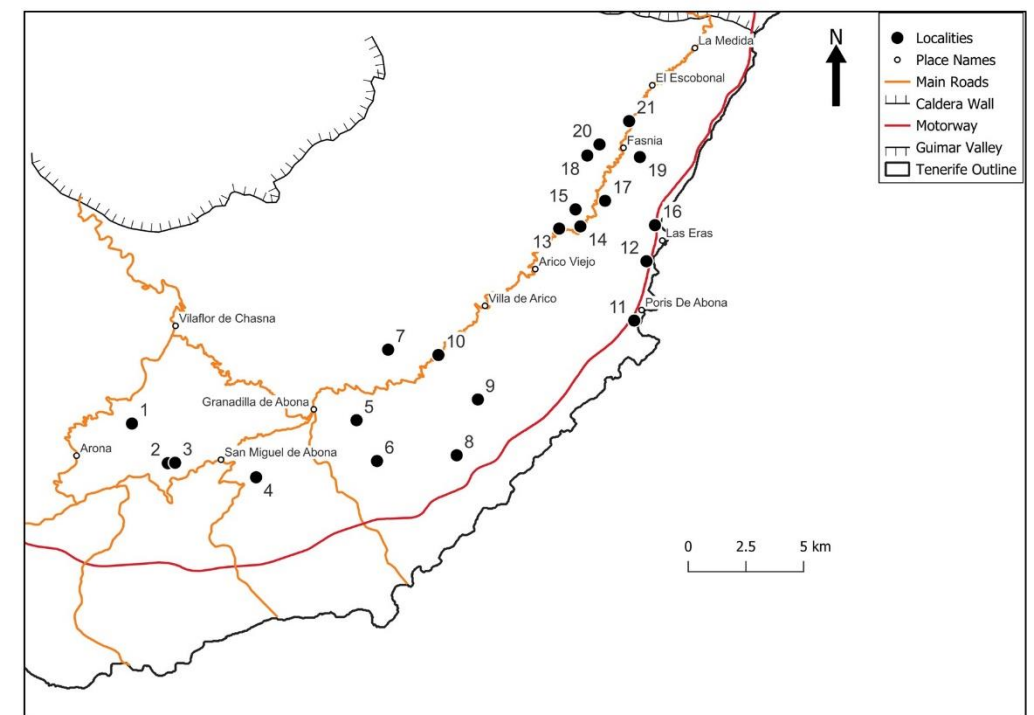 La Medida
N
Localities
Place Names
Main Roads
Caldera Wall
Motorway
Guimar Valley
Tenerife Outline
El Escobonal
21
20
Fasnia
18
19
17
15
16
13
14
Las Eras
12
Arico Viejo
Villa de Arico
Poris De Abona
11
Vilaflor de Chasna
7
10
9
Granadilla de Abona
5
1
Arona
2
3
San Miguel de Abona
6
8
4
0
2.5
5 km